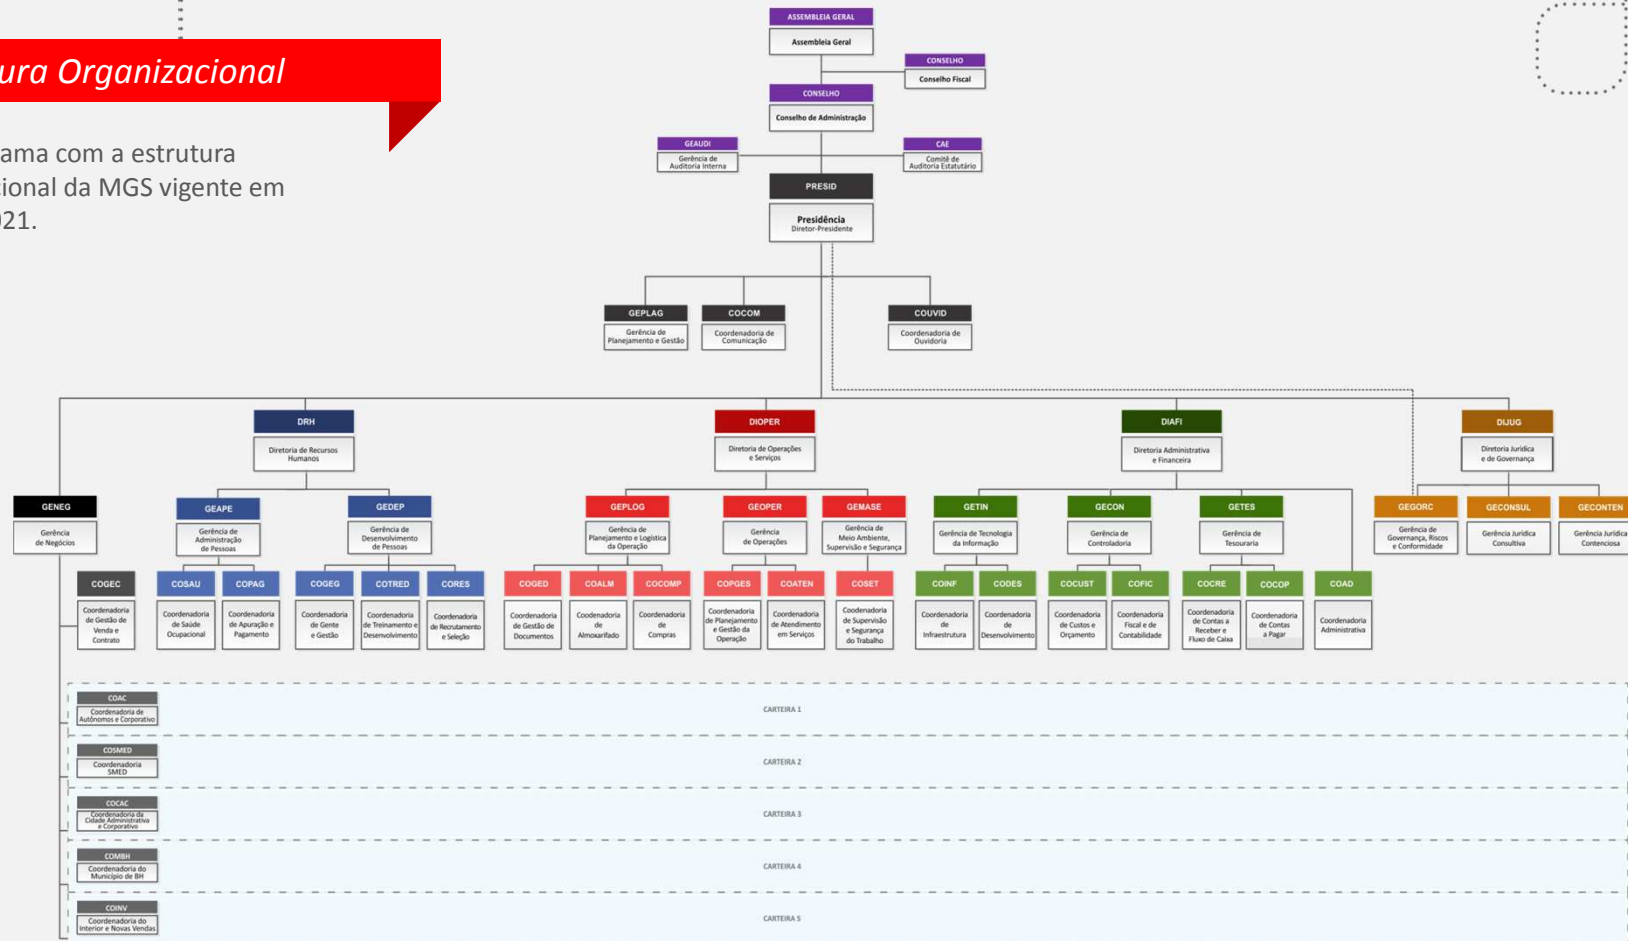 ura Organizacional
ama com a estrutura
cional da MGS vigente em
021.
ASSEMBLEIA GERAL
Assembleia Geral
CONSELHO
Conselho Fiscal
CONSELHO
Conselho de Administração
GEAUDI
Gerência de
Auditoria Interna
CAE
Comitê de
Auditoria Estatutário
PRESID
Presidência
Diretor-Presidente
GEPLAG
Gerência de
Planejamento e Gestão
COCOM
Coordenadoria de
Comunicação
COUVID
Coordenadoria de
Ouvidoria
DRH
Diretoria de Recursos
Humanos
DIOPER
Diretoria de Operações
e Serviços
DIAFI
Diretoria Administrativa
e Financeira
DIJUG
Diretoria Jurídica
e de Governança
GENEG
Gerência
de Negócios
GEAPE
Gerência de
Administração
de Pessoas
GEDEP
Gerência de
Desenvolvimento
de Pessoas
GEPLOG
Gerência de
Planejamento e Logística
da Operação
GEOPER
Gerência
de Operações
GEMASE
Gerência de
Meio Ambiente,
Supervisão e Segurança
GETIN
Gerência de Tecnologia
da Informação
GECON
Gerência de
Controladoria
GETES
Gerência de
Tesouraria
GEGORC
Gerência de
Governança, Riscos
e Conformidade
GECONSUL
Gerência Jurídica
Consultiva
GECONTEN
Gerência Jurídica
Contenciosa
COGEC
Coordenadoria
de Gestão de
Venda e
Contrato
COSAU
Coordenadoria
de Saúde
Ocupacional
COPAG
Coordenadoria
de Apuração e
Pagamento
COGEG
Coordenadoria
de Gente
e Gestão
COTRED
Coordenadoria
de Treinamento e
Desenvolvimento
CORES
Coordenadoria
de Recrutamento
e Seleção
COGED
Coordenadoria
de Gestão de
Documentos
COALM
Coodenadoria
de
Almoxarifado
COCOMP
Coordenadoria
de
Compras
COPGES
Coordenadoria
de Planejamento
e Gestão da
Operação
COATEN
Coordenadoria
de Atendimento
em Serviços
COSET
Coodenadoria
de Supervisão
e Segurança
do Trabalho
COINF
Coordenadoria
de
Infraestrutura
CODES
Coordenadoria
de
Desenvolvimento
COCUST
Coordenadoria
de Custos e
Orçamento
COFIC
Coordenadoria
Fiscal e de
Contabilidade
COCRE
Coordenadoria
de Contas a
Receber e
Fluxo de Caixa
COCOP
Coordenadoria
de Contas
a Pagar
COAD
Coordenadoria
Administrativa
COAC
Coordenadoria de
Autônomos e Corporativo
CARTEIRA 1
COSMED
Coordenadoria
SMED
CARTEIRA 2
COCAC
Coordenadoria da
Cidade Administrativa
e Corporativo
CARTEIRA 3
COMBH
Coordenadoria do
Município de BH
CARTEIRA 4
COINV
Coordenadoria do
Interior e Novas Vendas
CARTEIRA 5